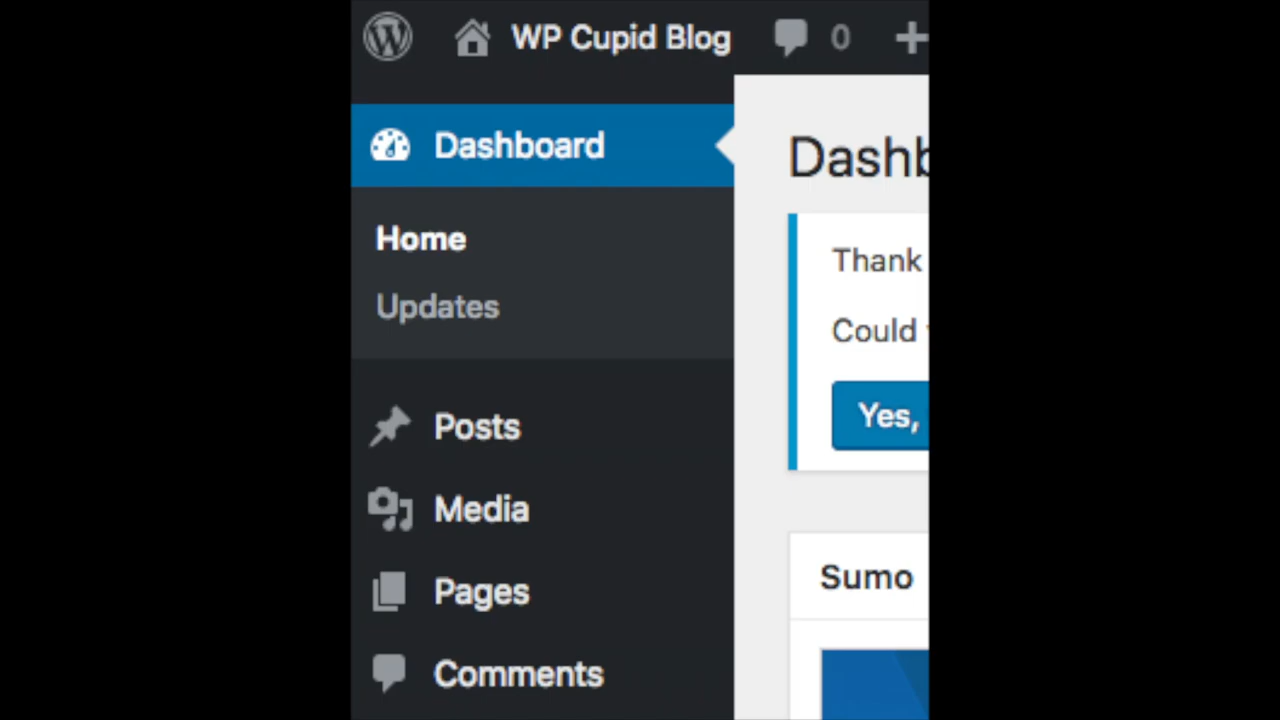 WP Cupid Blog 0
Dashboard
Home
Updates
Posts
Media
Pages
Comments
Dashb
Thank
Could
Yes,
Sumo